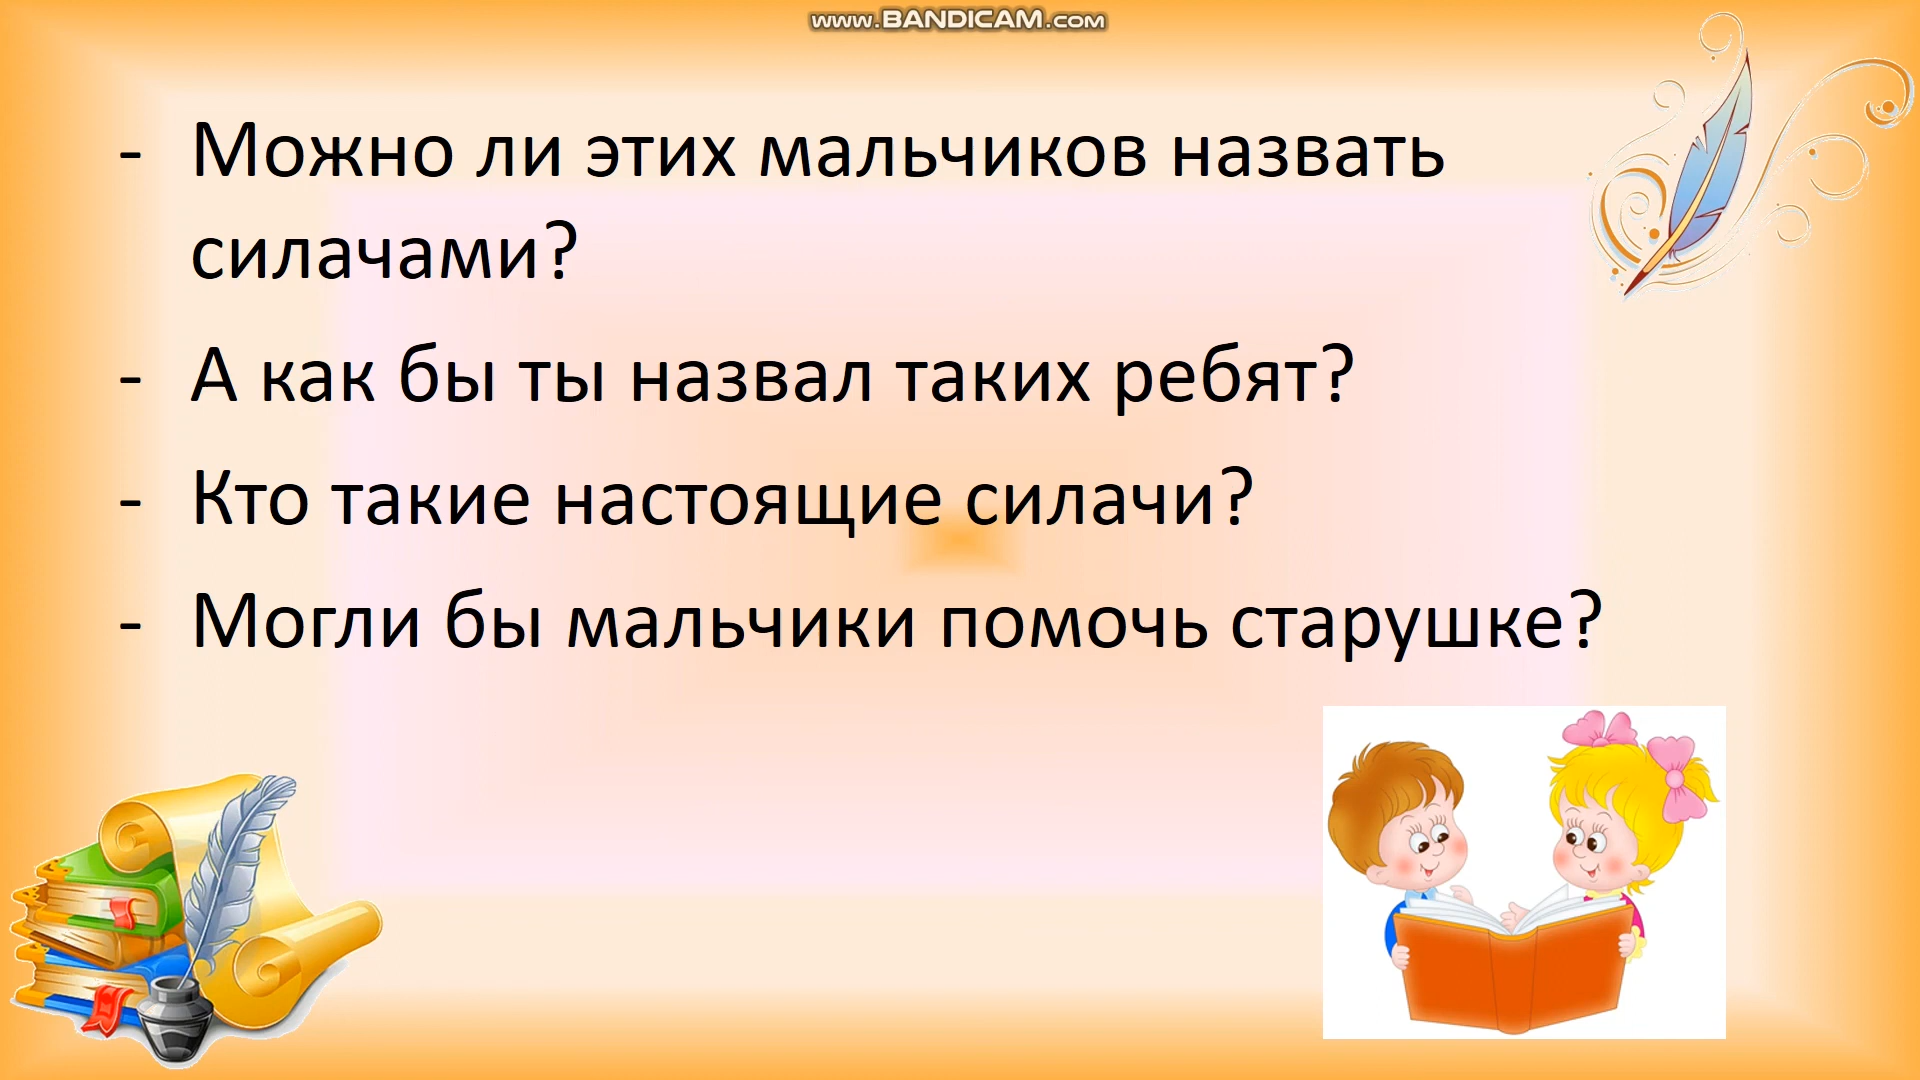 www.BANDICAM.com
- Можно ли этих мальчиков назвать
силачами?
- А как бы ты назвал таких ребят?
- Кто такие настоящие силачи?
- Могли бы мальчики помочь старушке?